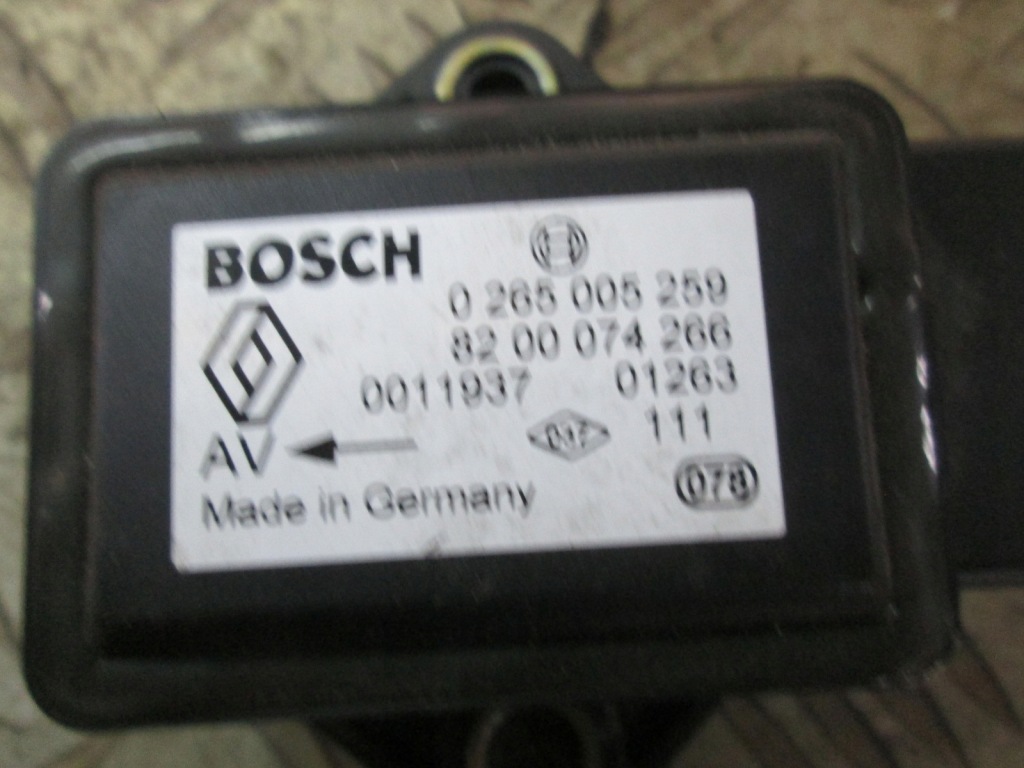 BOSCH
0 265 005 259
82 00 074 266
0011937 01263
111
AV
Made in Germany
078